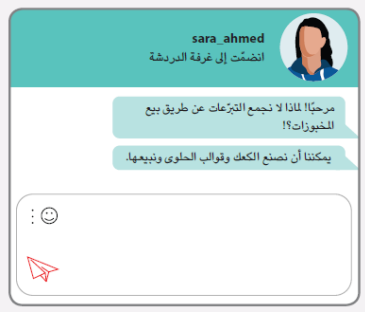 sara_ahmed
انضمّت إلى غرفة الدردشة
مرحبًا! لماذا لا نجمع التبرّعات عن طريق بيع
المخبوزات؟!
يمكننا أن نصنع الكعك وقوالب الحلوى ونبيعها.